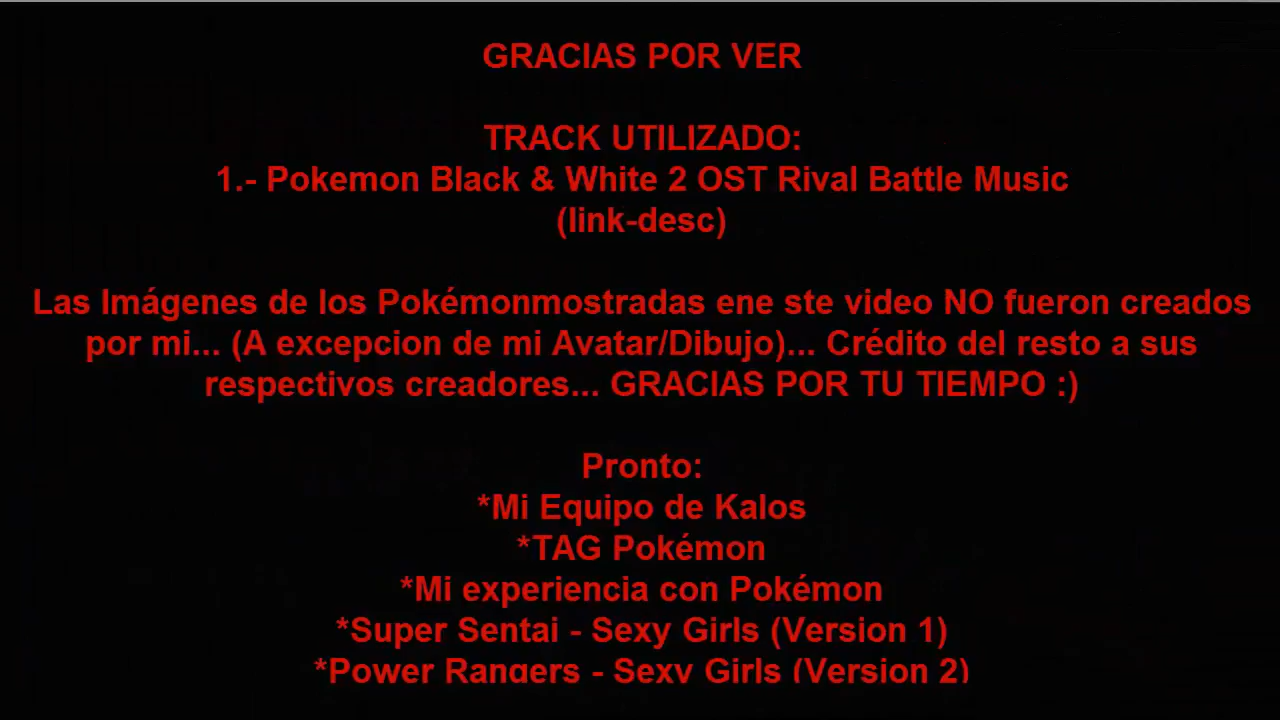 GRACIAS POR VER
TRACK UTILIZADO:
1.- Pokemon Black & White 2 OST Rival Battle Music
(link-desc)
Las Imágenes de los Pokémonmostradas ene ste video NO fueron creados
por mi... (A excepcion de mi Avatar/Dibujo)... Crédito del resto a sus
respectivos creadores... GRACIAS POR TU TIEMPO :)
Pronto:
*Mi Equipo de Kalos
*TAG Pokémon
*Mi experiencia con Pokémon
*Super Sentai - Sexy Girls (Version 1)
*Power Rangers - Sexy Girls (Version 2)